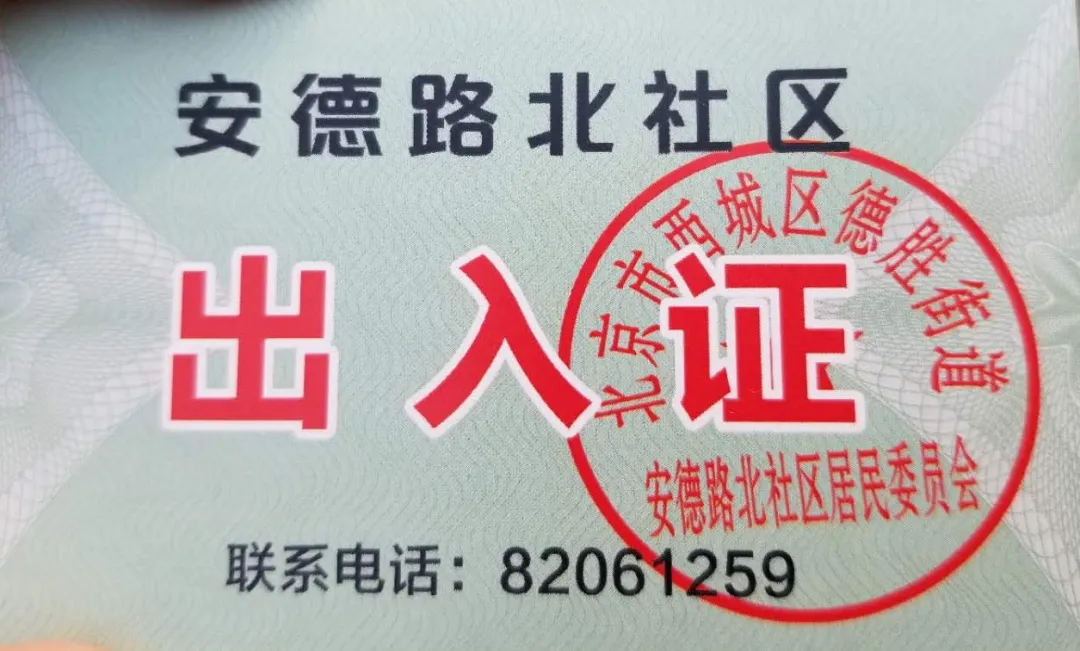 安德路北社区
出入证
北京市西城区德胜街道
安德路北社区居民委员会
联系电话：82061259